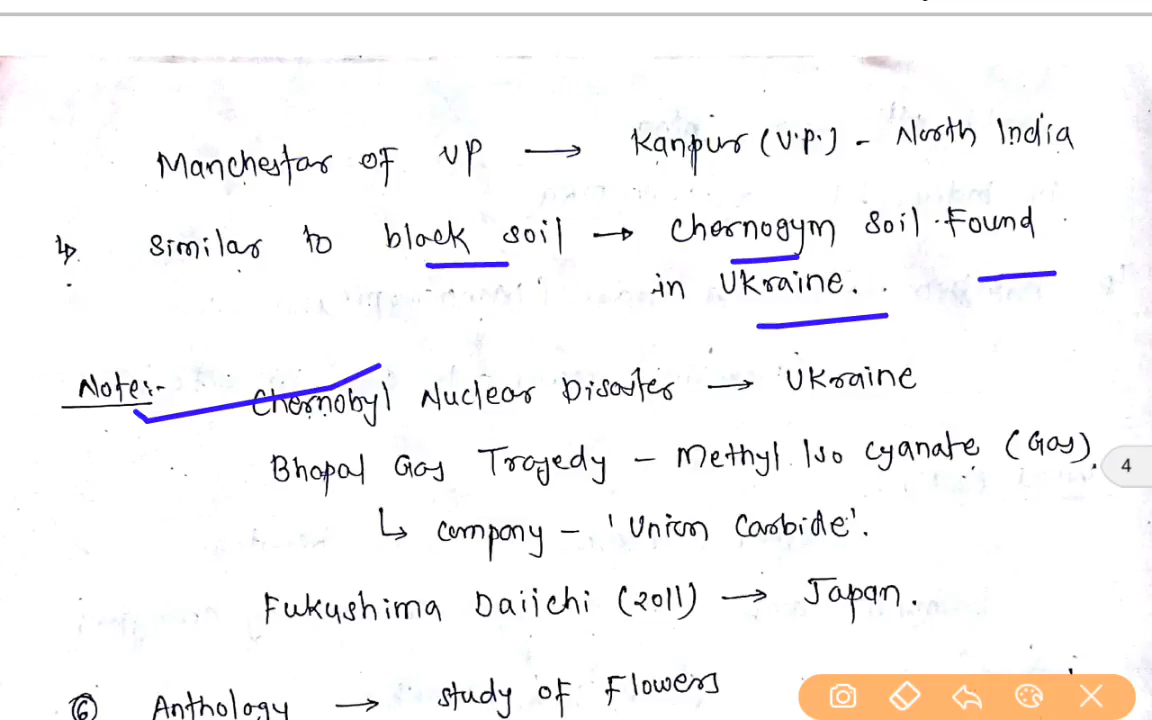 Manchestar of UP → Kanpur (U.P.) - North India
↳ Similar to black soil → Chernogym soil Found
in Ukraine.
Note:- Chernobyl Nuclear Disaster → Ukraine
Bhopal Gas Tragedy - Methyl Iso cyanate (Gas).
4
↳ company - 'Union Carbide'.
Fukushima Daiichi (2011) → Japan.
⑥ Anthology → study of Flowers